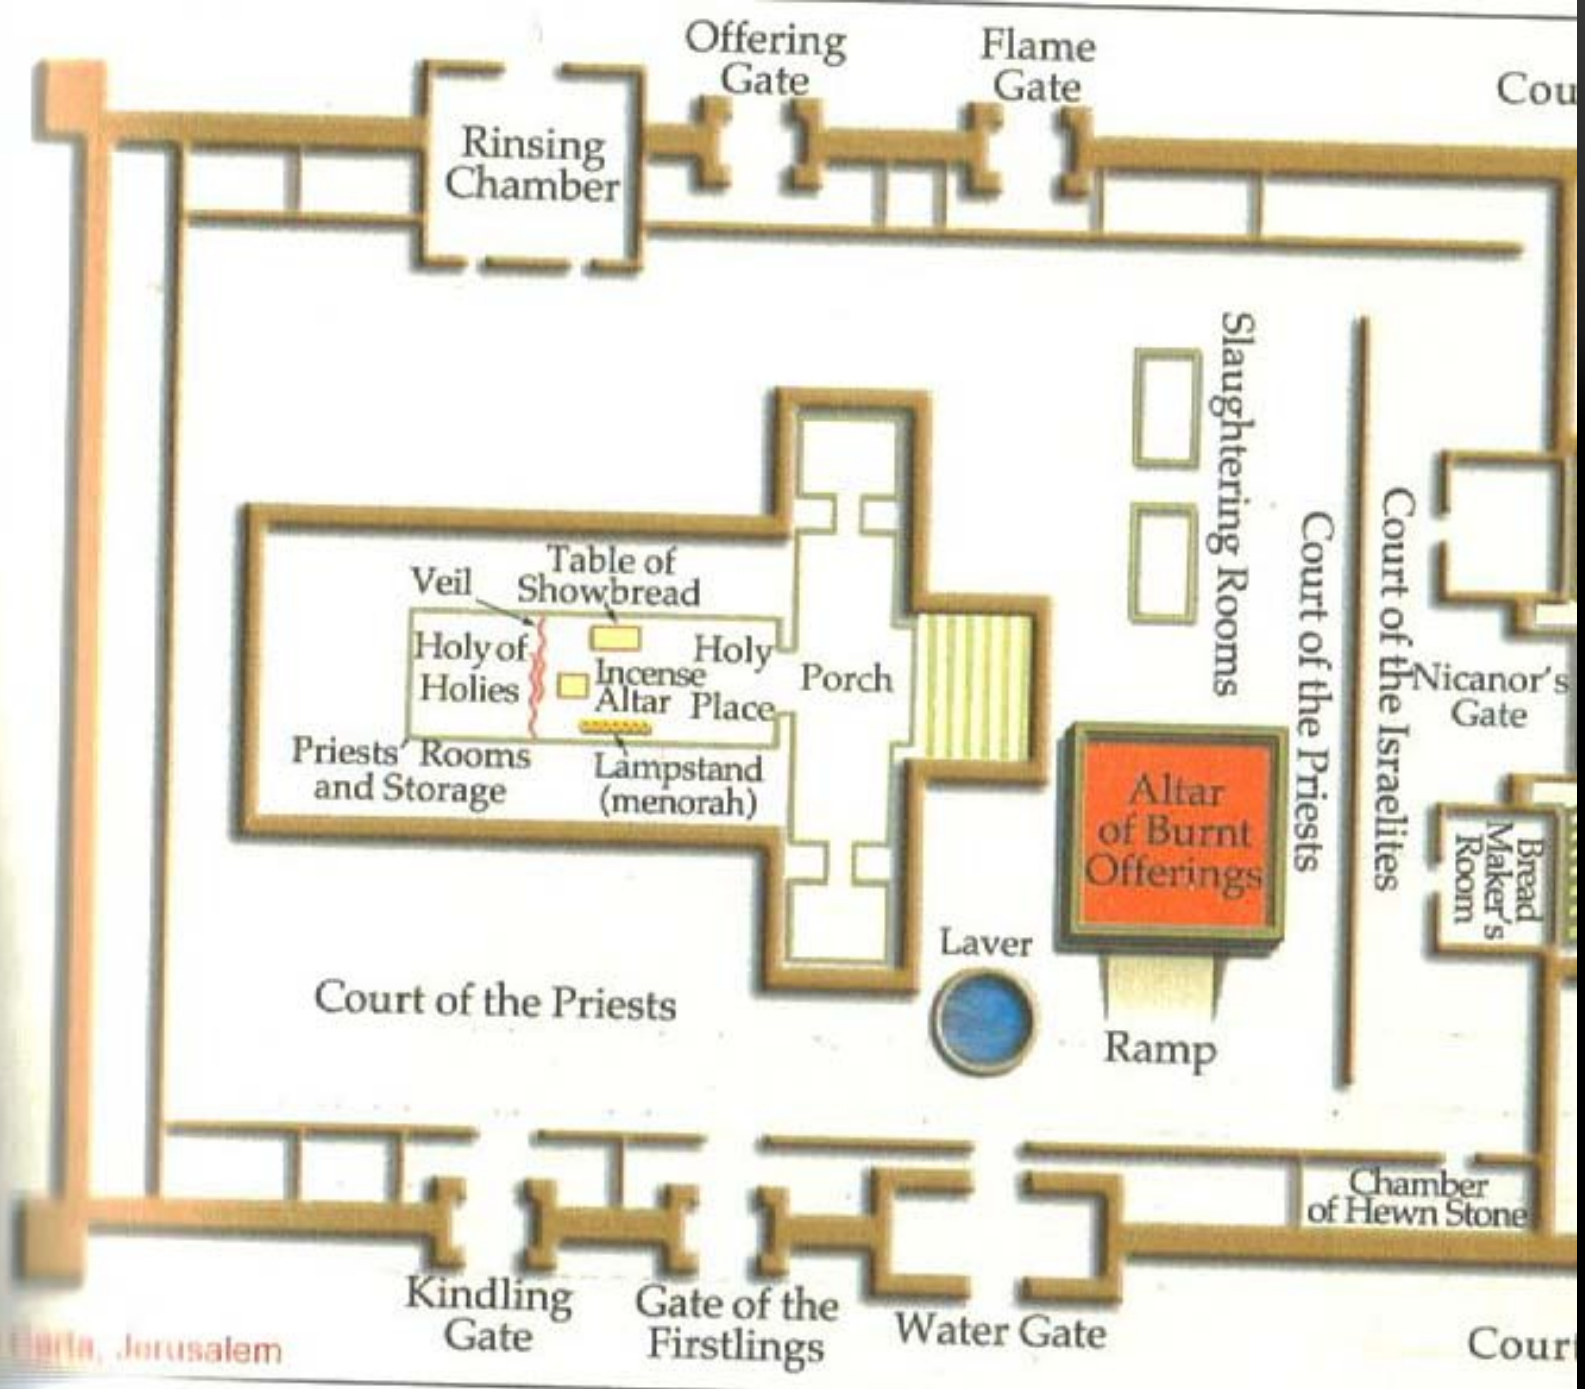 Offering
Gate
Flame
Gate
Cou
Rinsing
Chamber
Slaughtering Rooms
Court of the Priests
Court of the Israelites
Veil
Table of
Showbread
Holy of
Holies
Incense
Altar
Holy
Place
Porch
Nicanor's
Gate
Priests' Rooms
and Storage
Lampstand
(menorah)
Altar
of Burnt
Offerings
Bread
Maker's
Room
Laver
Court of the Priests
Ramp
Chamber
of Hewn Stone
Kindling
Gate
Gate of the
Firstlings
Water Gate
Court
Jerusalem